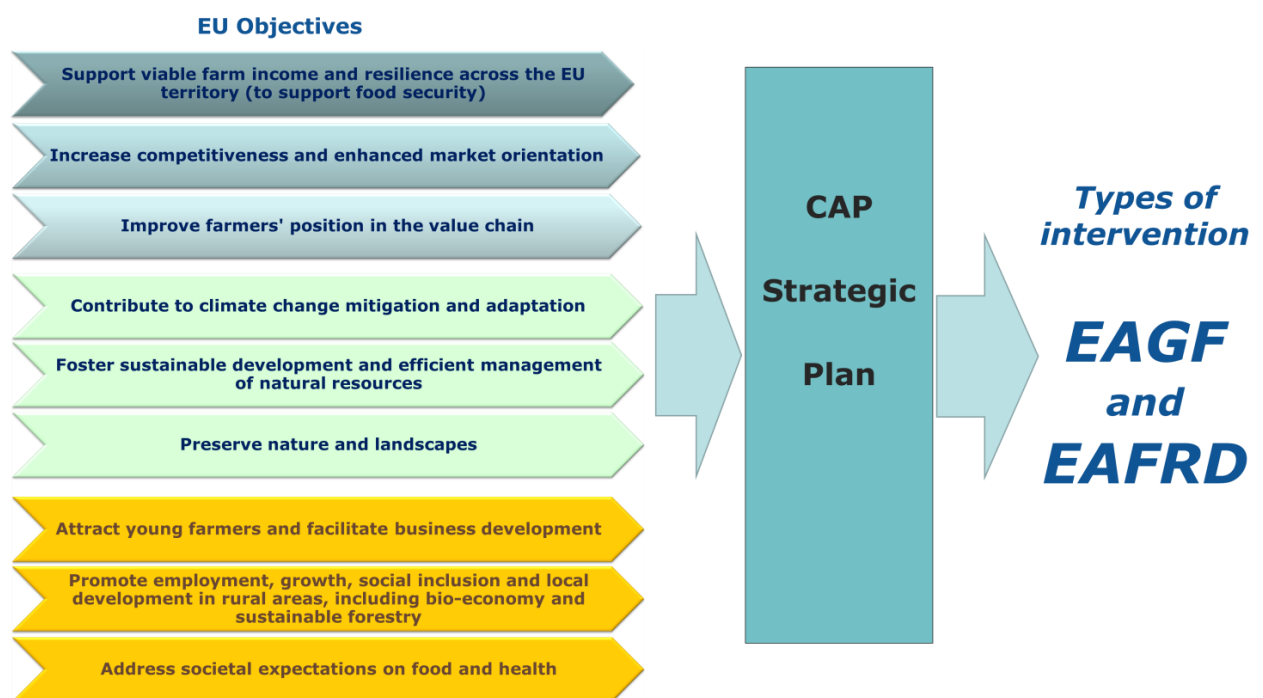 EU Objectives
Support viable farm income and resilience across the EU
territory (to support food security)
Increase competitiveness and enhanced market orientation
Improve farmers' position in the value chain
Contribute to climate change mitigation and adaptation
Foster sustainable development and efficient management
of natural resources
Preserve nature and landscapes
Attract young farmers and facilitate business development
Promote employment, growth, social inclusion and local
development in rural areas, including bio-economy and
sustainable forestry
Address societal expectations on food and health
CAP
Strategic
Plan
Types of
intervention
EAGF
and
EAFRD